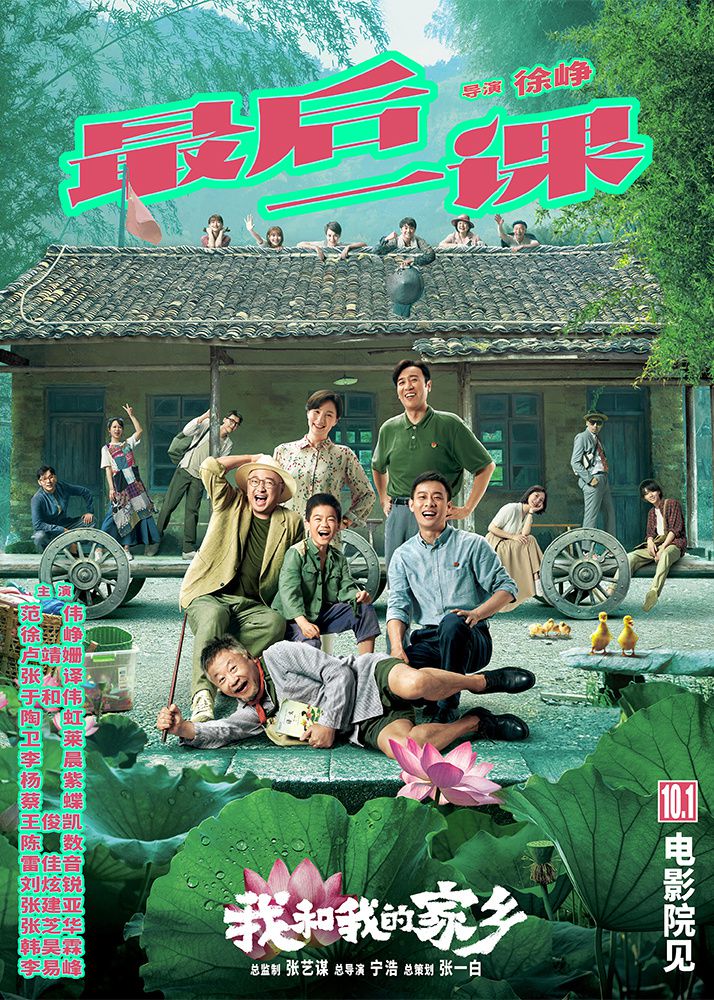 最后一课
导演 徐峥
主演
范伟
徐峥
卢靖姗
张译
于和伟
陶虹
卫莱
李晨
杨紫
蔡蝶
王俊凯
陈数
雷佳音
刘炫锐
张建亚
张芝华
韩昊霖
李易峰
10.1
电影院见
我和我的家乡
总监制 张艺谋 总导演 宁浩 总策划 张一白